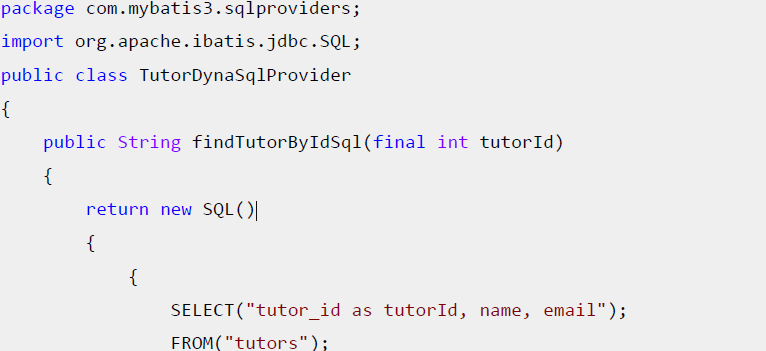 package com.mybatis3.sqlproviders;
import org.apache.ibatis.jdbc.SQL;
public class TutorDynaSqlProvider
{
    public String findTutorByIdSql(final int tutorId)
    {
        return new SQL()
        {
            {
                SELECT("tutor_id as tutorId, name, email");
                FROM("tutors");